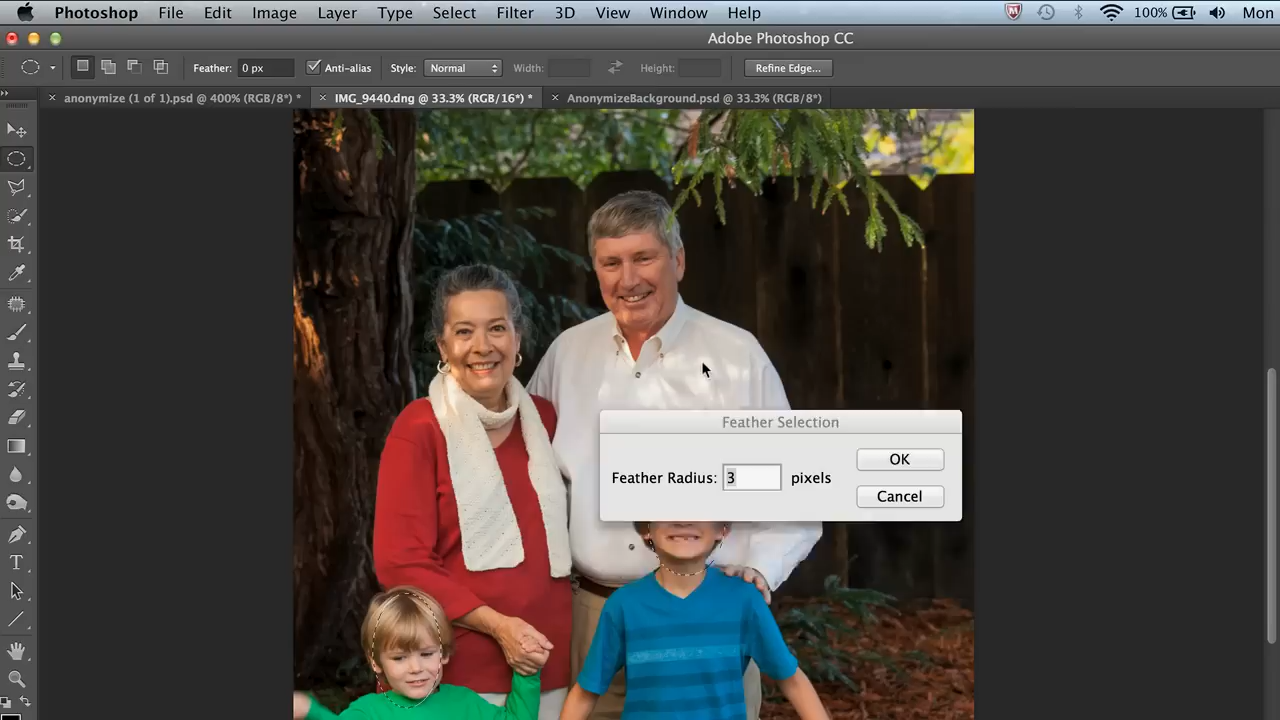 Photoshop File Edit Image Layer Type Select Filter 3D View Window Help 100% Mon
Adobe Photoshop CC
Feather: 0 px Anti-alias Style: Normal Width: Height: Refine Edge...
× anonymize (1 of 1).psd @ 400% (RGB/8*) * × IMG_9440.dng @ 33.3% (RGB/16*) * × AnonymizeBackground.psd @ 33.3% (RGB/8*)
Feather Selection
OK
Feather Radius: 3 pixels
Cancel